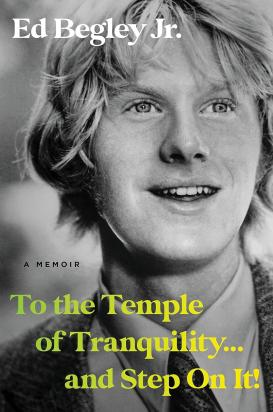 Ed Begley Jr.
A MEMOIR
To the Temple
of Tranquility...
and Step On It!